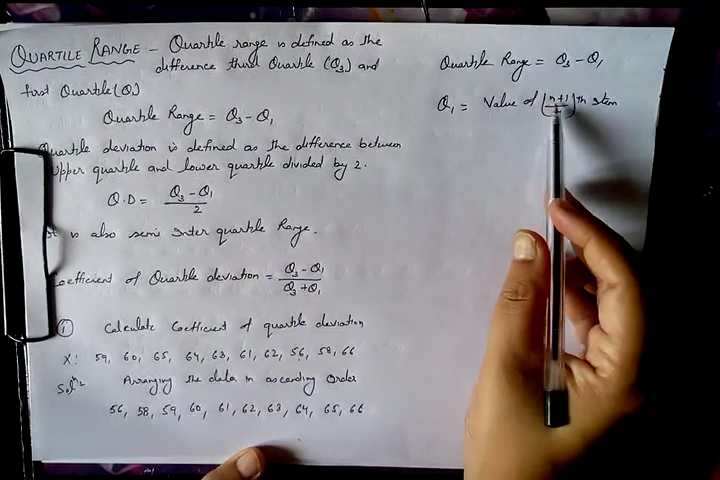 QUARTILE RANGE - Quartile range is defined as the
difference third Quartile (Q3) and
first Quartile (Q1)
Quartile Range = Q3 - Q1
Quartile deviation is defined as the difference between
Upper quartile and lower quartile divided by 2.
Q.D = Q3 - Q1 / 2
It is also semi Inter quartile Range.
Coefficient of Quartile deviation = Q3 - Q1 / Q3 + Q1
① Calculate Coefficient of quartile deviation
X: 59, 60, 65, 64, 63, 61, 62, 56, 58, 66
Solⁿ Arranging the data in ascending Order
56, 58, 59, 60, 61, 62, 63, 64, 65, 66
Quartile Range = Q3 - Q1
Q1 = Value of (n+1 / ) th item